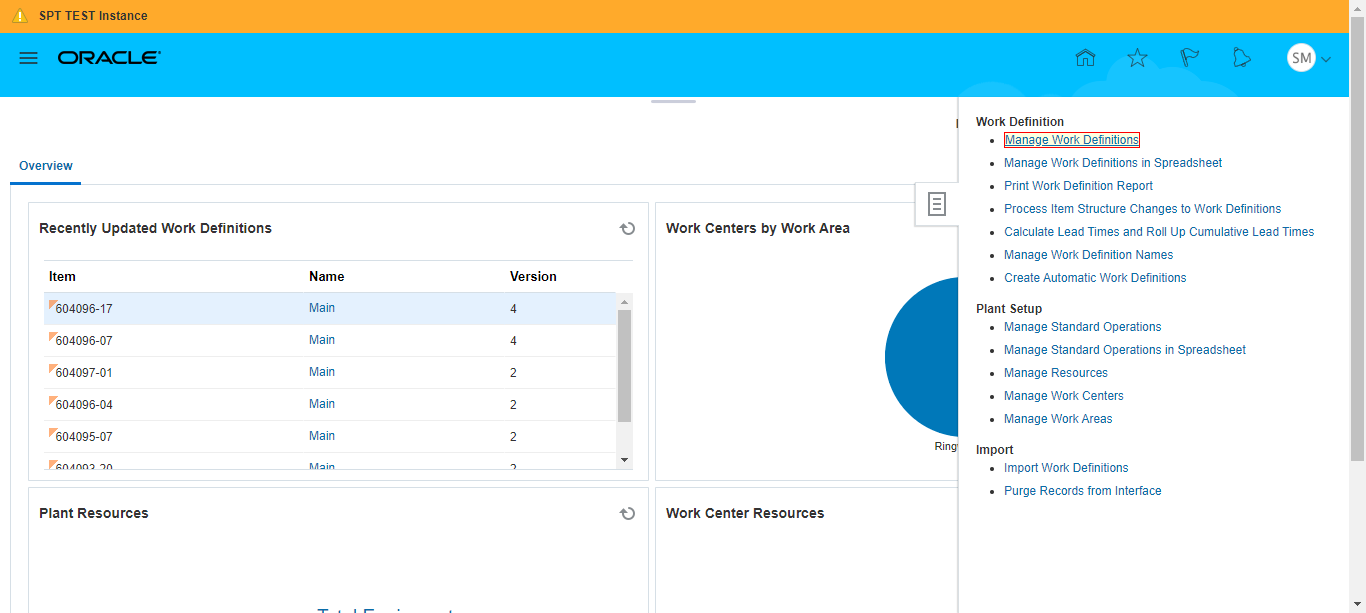 SPT TEST Instance
ORACLE
SM
Overview
Recently Updated Work Definitions
Item Name Version
604096-17 Main 4
604096-07 Main 4
604097-01 Main 2
604096-04 Main 2
604095-07 Main 2
604093-20 Main 2
Work Centers by Work Area
Plant Resources
Work Center Resources
Work Definition
Manage Work Definitions
Manage Work Definitions in Spreadsheet
Print Work Definition Report
Process Item Structure Changes to Work Definitions
Calculate Lead Times and Roll Up Cumulative Lead Times
Manage Work Definition Names
Create Automatic Work Definitions
Plant Setup
Manage Standard Operations
Manage Standard Operations in Spreadsheet
Manage Resources
Manage Work Centers
Manage Work Areas
Import
Import Work Definitions
Purge Records from Interface